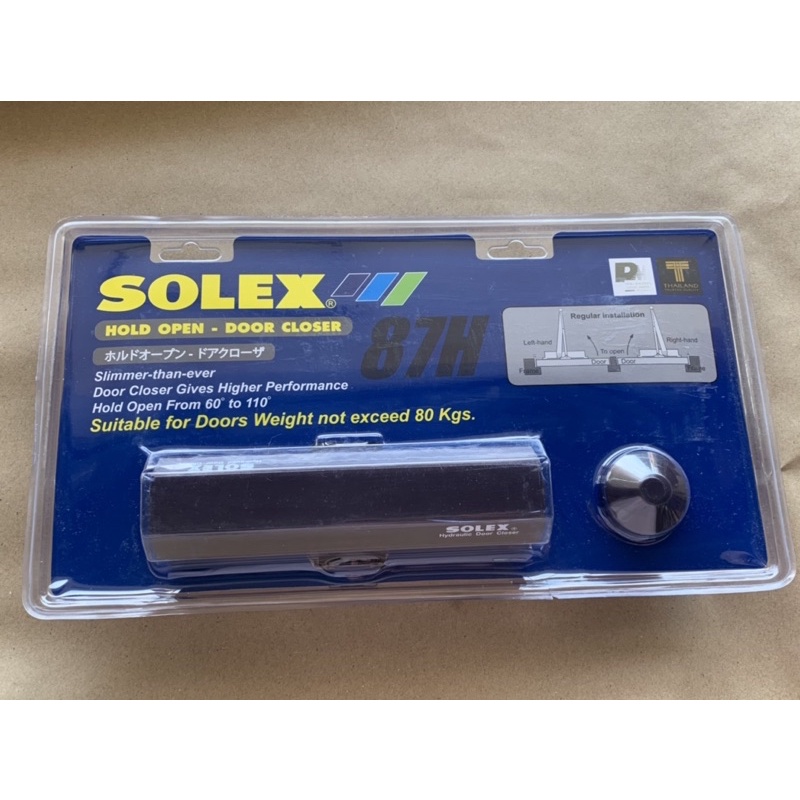 SOLEX®
HOLD OPEN - DOOR CLOSER
ホルドオープン - ドアクローザ
87H
Slimmer-than-ever
Door Closer Gives Higher Performance
Hold Open From 60° to 110°
Suitable for Doors Weight not exceed 80 Kgs.
THAILAND
Regular Installation
Left-hand
Right-hand
To open
Door
Door
Frame
SOLEX
SOLEX
Hydraulic Door Closer